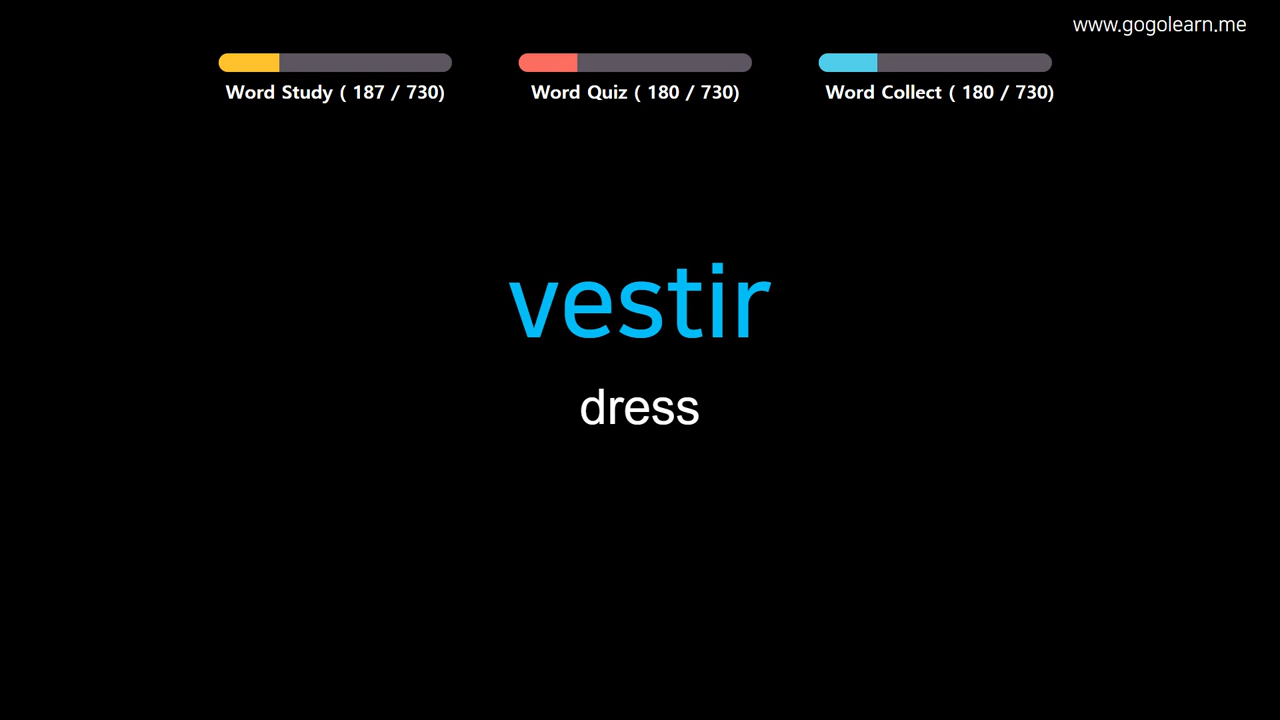 www.gogolearn.me
Word Study ( 187 / 730)
Word Quiz ( 180 / 730)
Word Collect ( 180 / 730)
vestir
dress